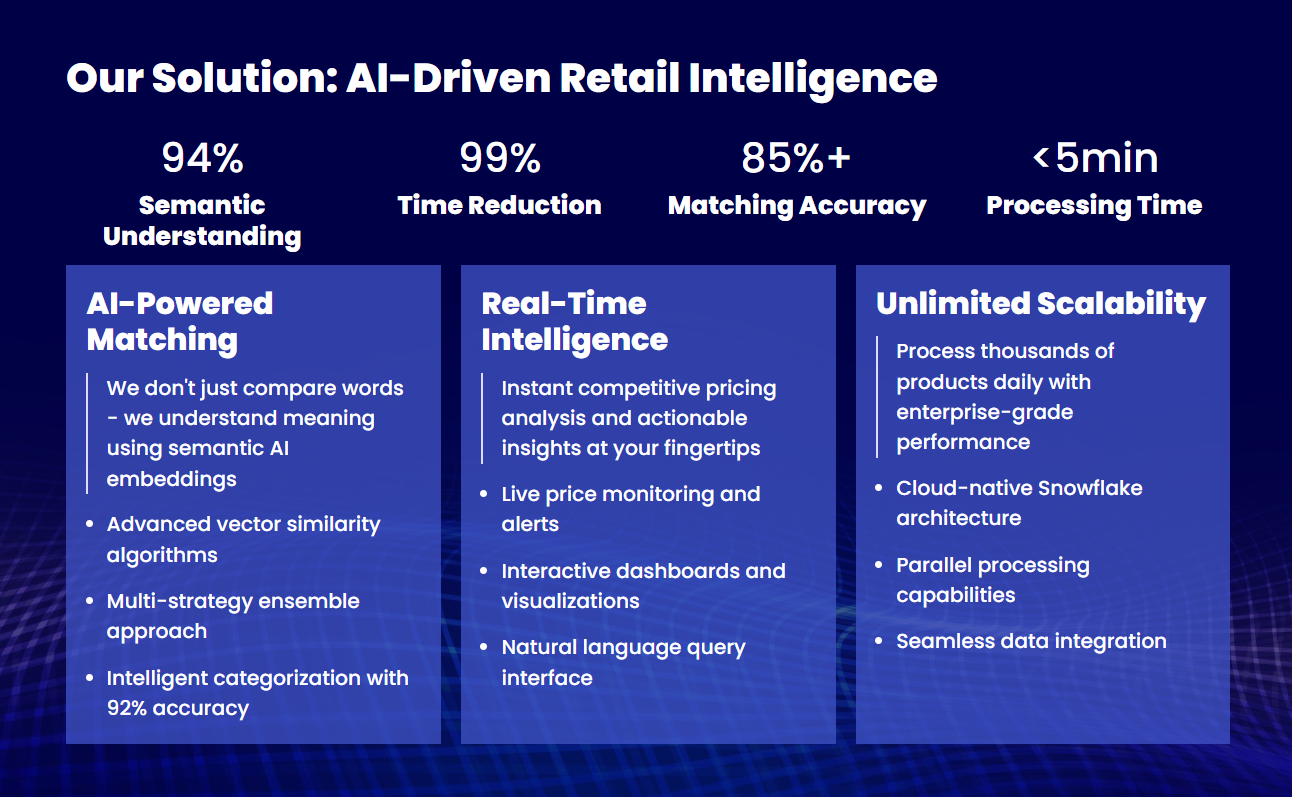 Our Solution: AI-Driven Retail Intelligence
94%
Semantic
Understanding
99%
Time Reduction
85%+
Matching Accuracy
<5min
Processing Time
AI-Powered
Matching
We don't just compare words
- we understand meaning
using semantic AI
embeddings
• Advanced vector similarity
algorithms
• Multi-strategy ensemble
approach
• Intelligent categorization with
92% accuracy
Real-Time
Intelligence
Instant competitive pricing
analysis and actionable
insights at your fingertips
• Live price monitoring and
alerts
• Interactive dashboards and
visualizations
• Natural language query
interface
Unlimited Scalability
Process thousands of
products daily with
enterprise-grade
performance
• Cloud-native Snowflake
architecture
• Parallel processing
capabilities
• Seamless data integration